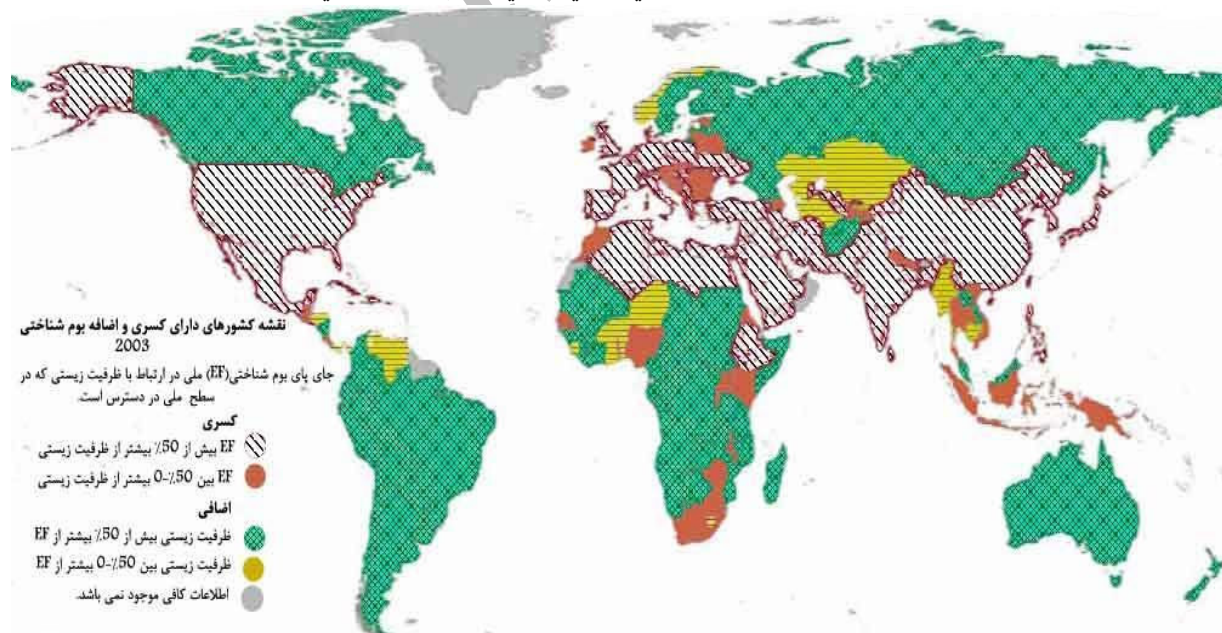 نقشه کشورهای دارای کسری و اضافه بوم شناختی
2003
جای پای بوم شناختی(EF) ملی در ارتباط با ظرفیت زیستی که در
سطح ملی در دسترس است.
کسری
EF بیش از 50٪ بیشتر از ظرفیت زیستی
EF بین 50٪-0 بیشتر از ظرفیت زیستی
اضافی
ظرفیت زیستی بیش از 50٪ بیشتر از EF
ظرفیت زیستی بین 50٪-0 بیشتر از EF
اطلاعات کافی موجود نمی باشد.